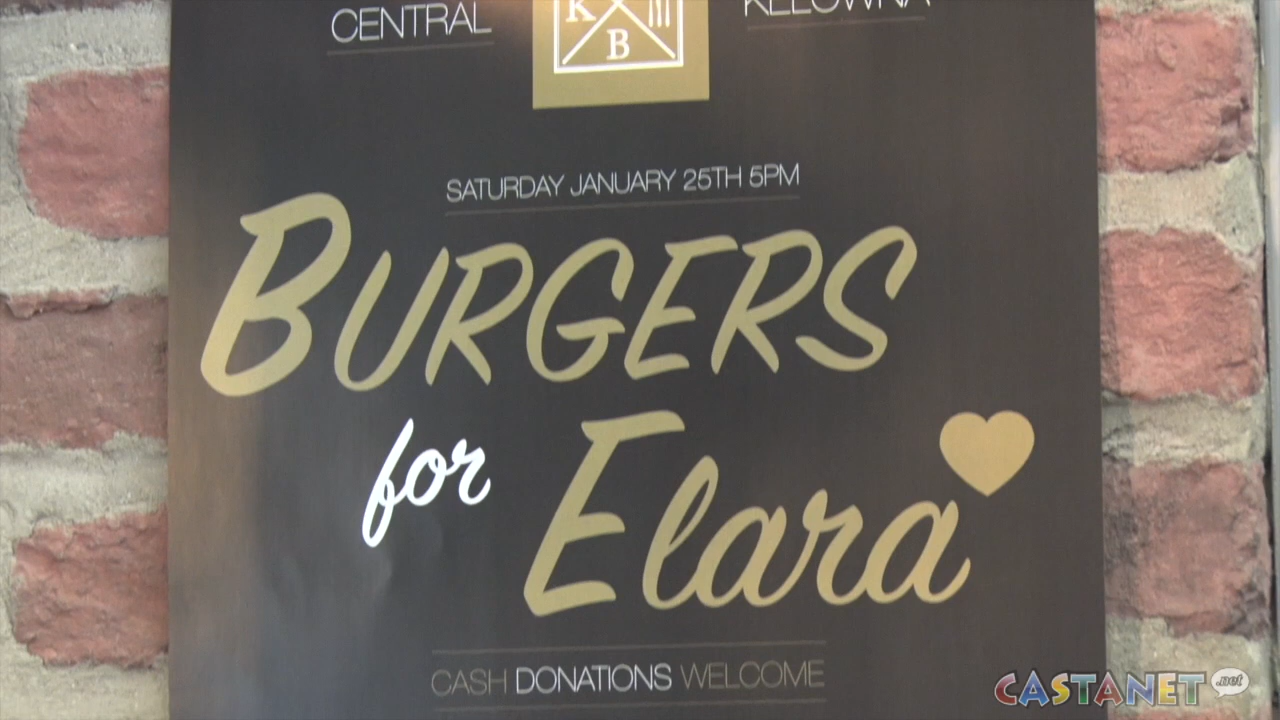 CENTRAL
KELOWNA
K
B
SATURDAY JANUARY 25TH 5PM
BURGERS
for Elara
CASH DONATIONS WELCOME
CASTANET.net